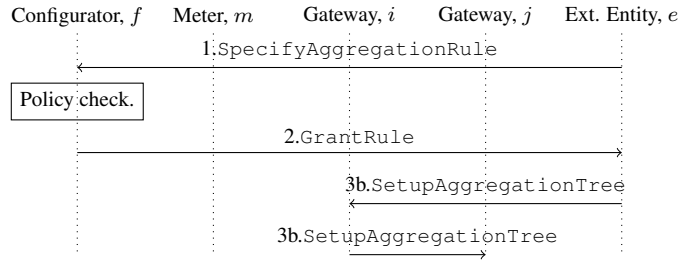 Configurator, f Meter, m Gateway, i Gateway, j Ext. Entity, e
1.SpecifyAggregationRule
Policy check.
2.GrantRule
3b.SetupAggregationTree
3b.SetupAggregationTree